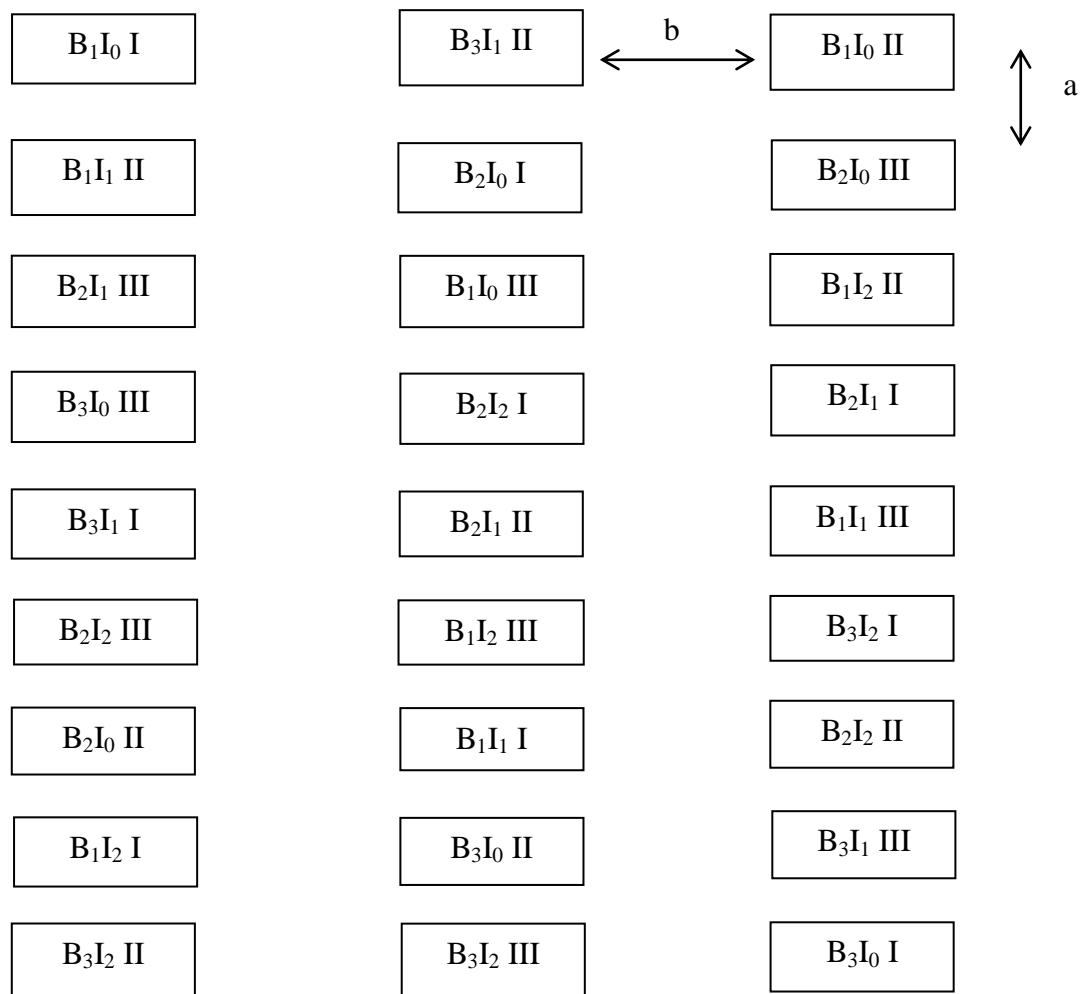 B₁I₀ I B₃I₁ II b B₁I₀ II
a
B₁I₁ II B₂I₀ I B₂I₀ III
B₂I₁ III B₁I₀ III B₁I₂ II
B₃I₀ III B₂I₂ I B₂I₁ I
B₃I₁ I B₂I₁ II B₁I₁ III
B₂I₂ III B₁I₂ III B₃I₂ I
B₂I₀ II B₁I₁ I B₂I₂ II
B₁I₂ I B₃I₀ II B₃I₁ III
B₃I₂ II B₃I₂ III B₃I₀ I